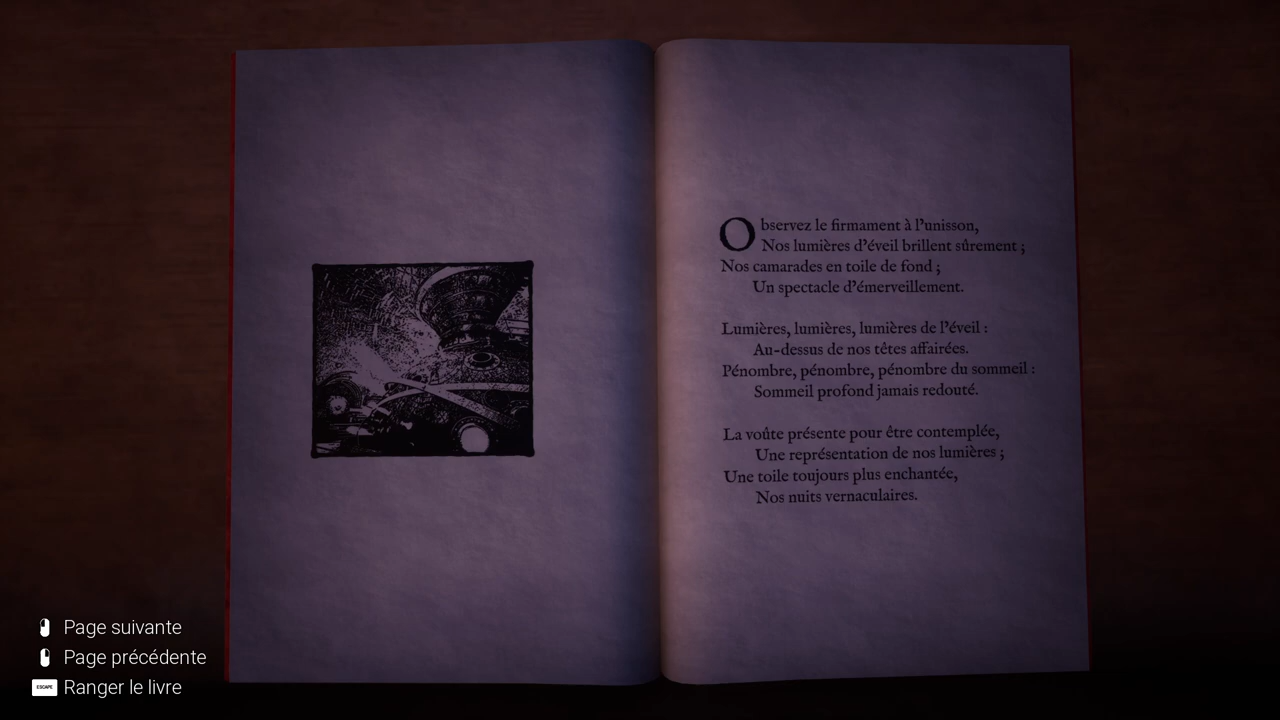 Observez le firmament à l'unisson,
Nos lumières d'éveil brillent sûrement ;
Nos camarades en toile de fond ;
Un spectacle d'émerveillement.
Lumières, lumières, lumières de l'éveil :
Au-dessus de nos têtes affairées.
Pénombre, pénombre, pénombre du sommeil :
Sommeil profond jamais redouté.
La voûte présente pour être contemplée,
Une représentation de nos lumières ;
Une toile toujours plus enchantée,
Nos nuits vernaculaires.
Page suivante
Page précédente
ESCAPE Ranger le livre